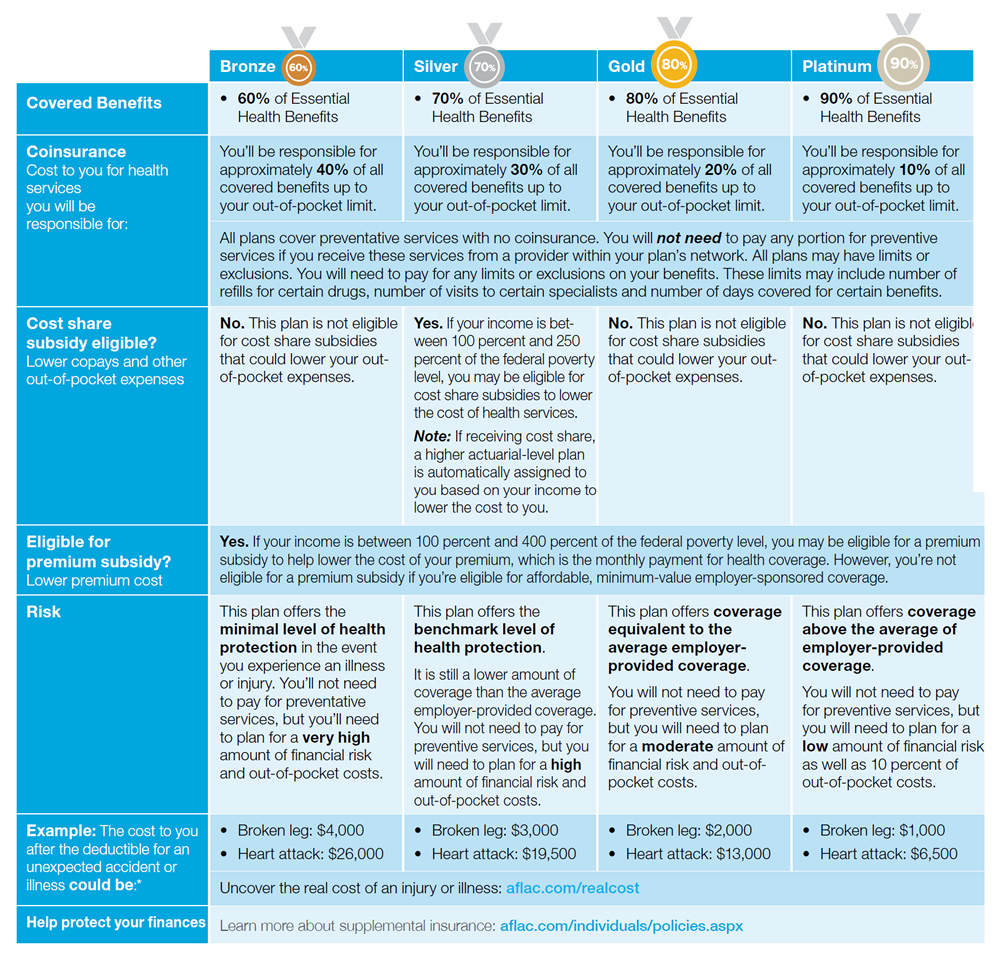 Bronze 60%
Silver 70%
Gold 80%
Platinum 90%
Covered Benefits
• 60% of Essential
Health Benefits
• 70% of Essential
Health Benefits
• 80% of Essential
Health Benefits
• 90% of Essential
Health Benefits
Coinsurance
Cost to you for health
services
you will be
responsible for:
You'll be responsible for
approximately 40% of all
covered benefits up to
your out-of-pocket limit.
You'll be responsible for
approximately 30% of all
covered benefits up to
your out-of-pocket limit.
You'll be responsible for
approximately 20% of all
covered benefits up to
your out-of-pocket limit.
You'll be responsible for
approximately 10% of all
covered benefits up to
your out-of-pocket limit.
All plans cover preventative services with no coinsurance. You will not need to pay any portion for preventive
services if you receive these services from a provider within your plan's network. All plans may have limits or
exclusions. You will need to pay for any limits or exclusions on your benefits. These limits may include number of
refills for certain drugs, number of visits to certain specialists and number of days covered for certain benefits.
Cost share
subsidy eligible?
Lower copays and other
out-of-pocket expenses
No. This plan is not eligible
for cost share subsidies
that could lower your out-
of-pocket expenses.
Yes. If your income is bet-
ween 100 percent and 250
percent of the federal poverty
level, you may be eligible for
cost share subsidies to lower
the cost of health services.
Note: If receiving cost share,
a higher actuarial-level plan
is automatically assigned to
you based on your income to
lower the cost to you.
No. This plan is not eligible
for cost share subsidies
that could lower your out-
of-pocket expenses.
No. This plan is not eligible
for cost share subsidies
that could lower your out-
of-pocket expenses.
Eligible for
premium subsidy?
Lower premium cost
Yes. If your income is between 100 percent and 400 percent of the federal poverty level, you may be eligible for a premium
subsidy to help lower the cost of your premium, which is the monthly payment for health coverage. However, you're not
eligible for a premium subsidy if you're eligible for affordable, minimum-value employer-sponsored coverage.
Risk
This plan offers the
minimal level of health
protection in the event
you experience an illness
or injury. You'll not need
to pay for preventative
services, but you'll need
to plan for a very high
amount of financial risk
and out-of-pocket costs.
This plan offers the
benchmark level of
health protection.
It is still a lower amount of
coverage than the average
employer-provided coverage.
You will not need to pay for
preventive services, but you
will need to plan for a high
amount of financial risk and
out-of-pocket costs.
This plan offers coverage
equivalent to the
average employer-
provided coverage.
You will not need to pay
for preventive services,
but you will need to plan
for a moderate amount of
financial risk and out-of-
pocket costs.
This plan offers coverage
above the average of
employer-provided
coverage.
You will not need to pay
for preventive services, but
you will need to plan for a
low amount of financial risk
as well as 10 percent of
out-of-pocket costs.
Example: The cost to you
after the deductible for an
unexpected accident or
illness could be:*
• Broken leg: $4,000
• Heart attack: $26,000
• Broken leg: $3,000
• Heart attack: $19,500
• Broken leg: $2,000
• Heart attack: $13,000
• Broken leg: $1,000
• Heart attack: $6,500
Uncover the real cost of an injury or illness: aflac.com/realcost
Help protect your finances
Learn more about supplemental insurance: aflac.com/individuals/policies.aspx